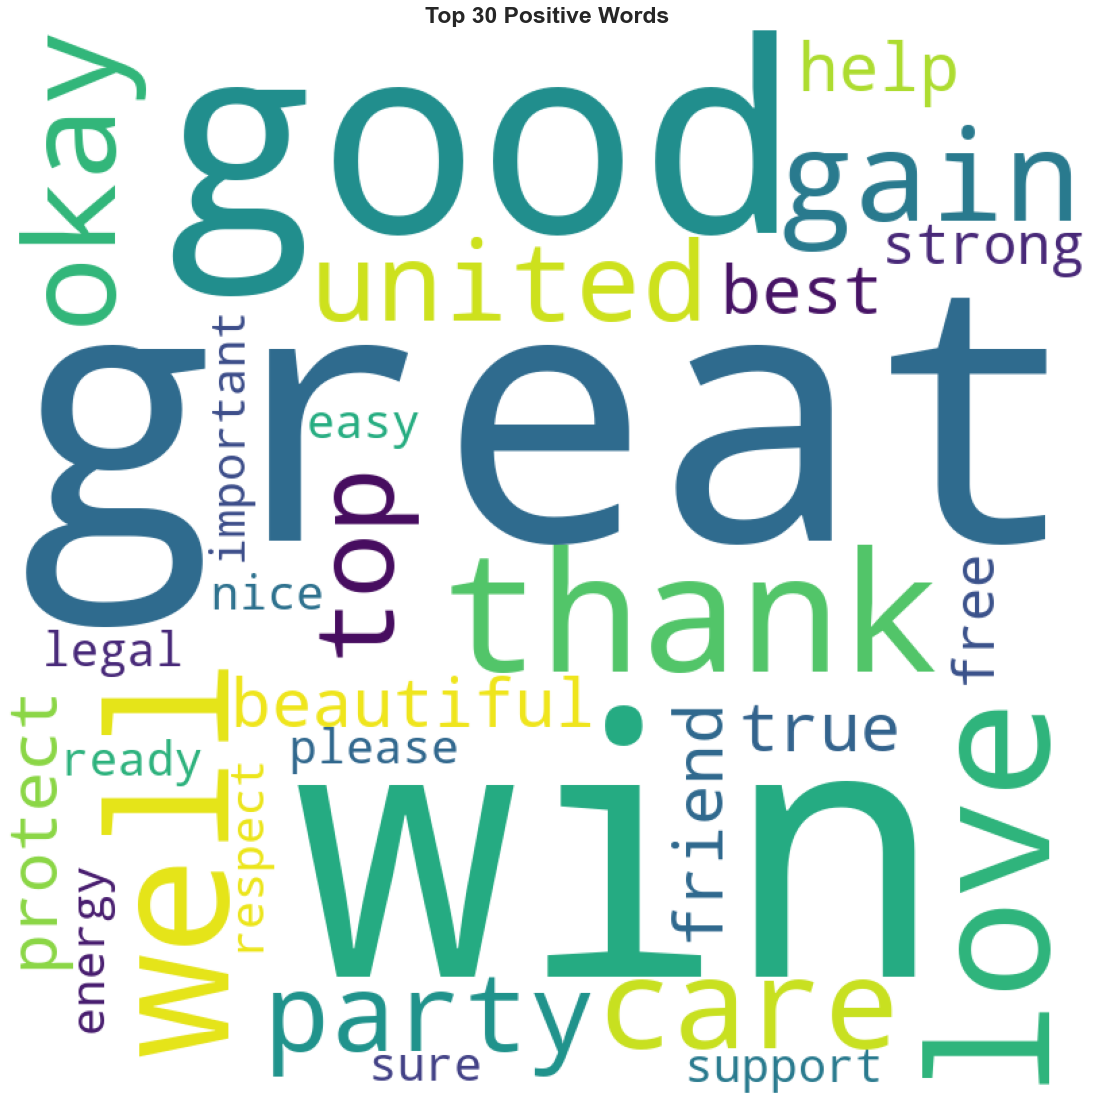 Top 30 Positive Words
okay
good
help
gain
strong
united
best
great
important
easy
top
nice
thank
free
legal
well
beautiful
protect
ready
please
respect
win
friend
true
love
energy
party
care
sure
support